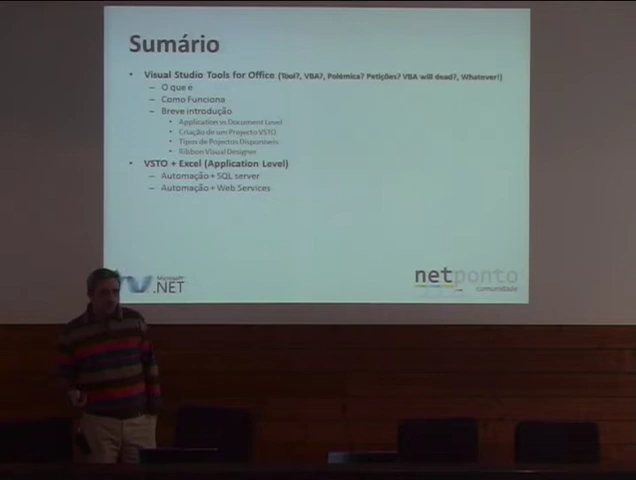 Sumário
• Visual Studio Tools for Office (Tool?, VBA?, Polémica? Petições? VBA will dead?, Whatever!)
– O que é
– Como Funciona
– Breve introdução
• Application vs Document Level
• Criação de um Projecto VSTO
• Tipos de Projectos Disponíveis
• Ribbon Visual Designer
• VSTO + Excel (Application Level)
– Automação + SQL server
– Automação + Web Services
Microsoft
.NET
netponto
comunidade